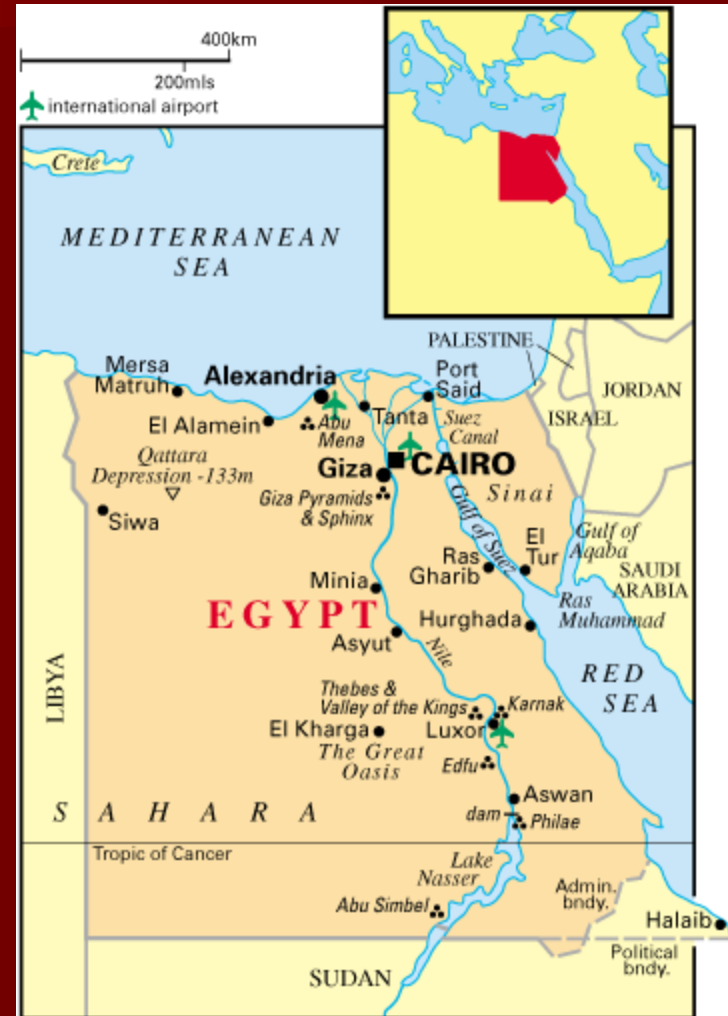 400km
200mls
international airport
Crete
MEDITERRANEAN
SEA
PALESTINE
Mersa
Matruh
Alexandria
Port
Said
JORDAN
El Alamein
Abu
Mena
Tanta
Suez
Canal
ISRAEL
Qattara
Depression -133m
Giza
CAIRO
Giza Pyramids
& Sphinx
Sinai
Siwa
Gulf of Suez
El
Tur
Gulf of
Aqaba
Ras
Gharib
SAUDI
ARABIA
Minia
EGYPT
Ras
Muhammad
Hurghada
Asyut
Nile
LIBYA
RED
SEA
Thebes &
Valley of the Kings
Karnak
El Kharga
Luxor
The Great
Oasis
Edfu
Aswan
SAHARA
dam
Philae
Tropic of Cancer
Lake
Nasser
Admin.
bndy.
Abu Simbel
Halaib
Political
bndy.
SUDAN